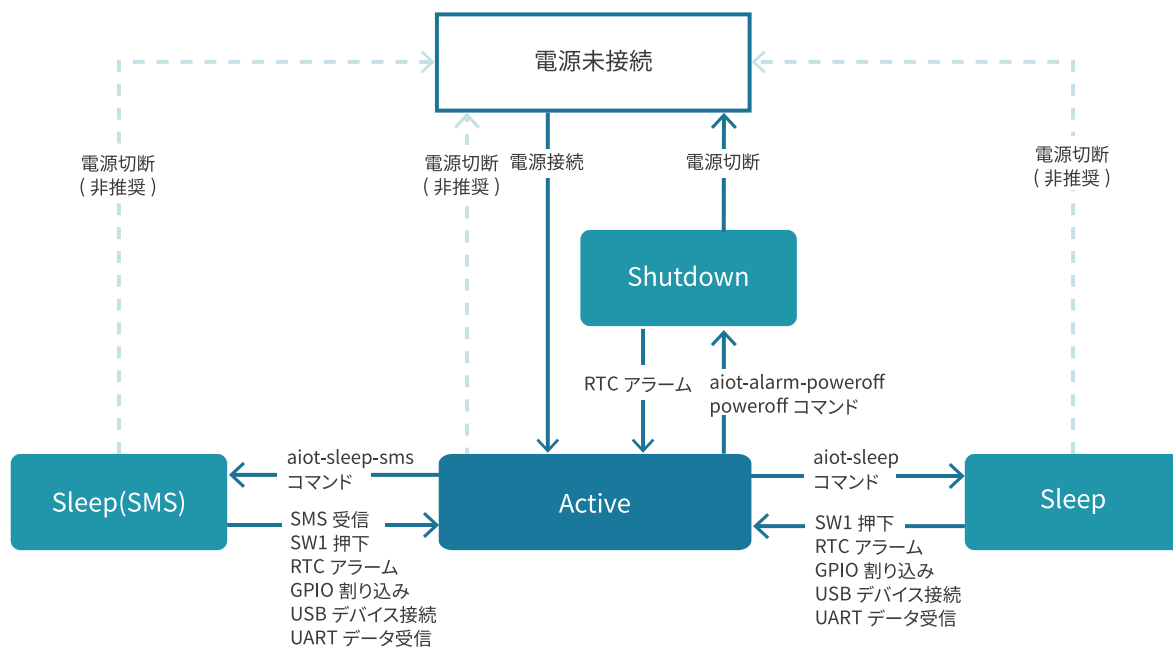 電源未接続
電源切断
( 非推奨 )
電源切断
( 非推奨 )
電源接続
電源切断
電源切断
( 非推奨 )
Shutdown
RTC アラーム
aiot-alarm-poweroff
poweroff コマンド
Sleep(SMS)
aiot-sleep-sms
コマンド
SMS 受信
SW1 押下
RTC アラーム
GPIO 割り込み
USB デバイス接続
UART データ受信
Active
aiot-sleep
コマンド
SW1 押下
RTC アラーム
GPIO 割り込み
USB デバイス接続
UART データ受信
Sleep